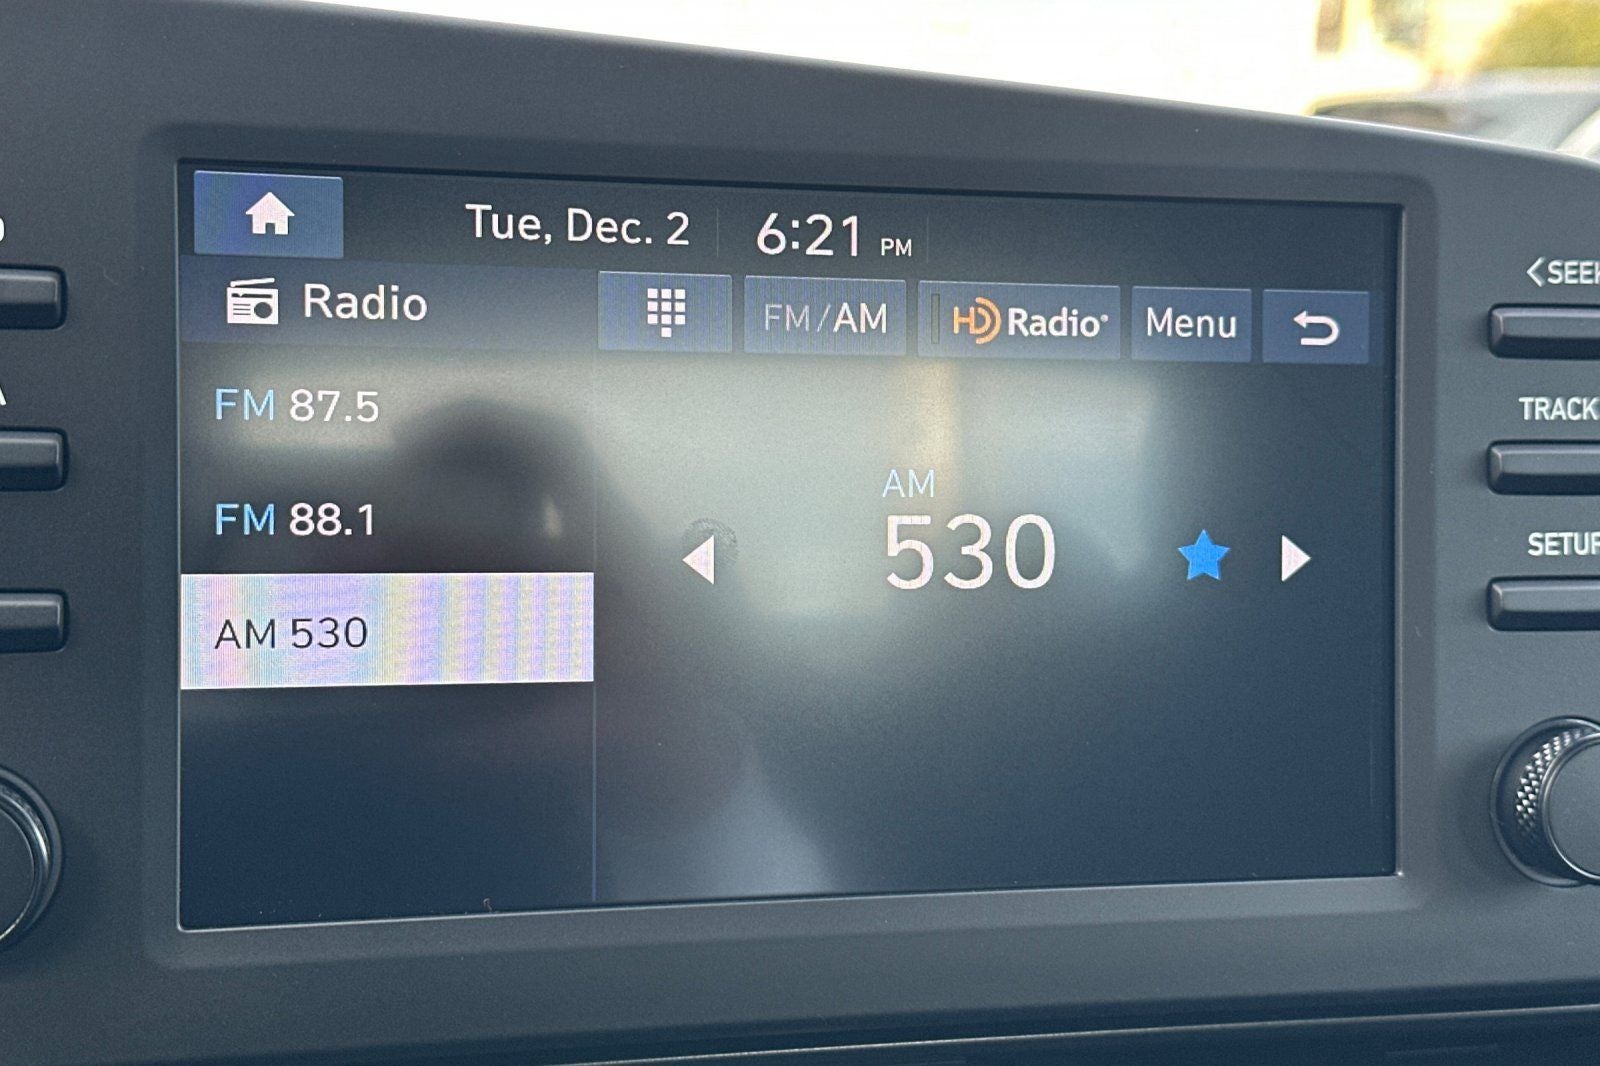 Tue, Dec. 2 6:21 PM
Radio FM/AM HD Radio Menu
FM 87.5
FM 88.1
AM 530
AM
530
SEEK
TRACK
SETUP